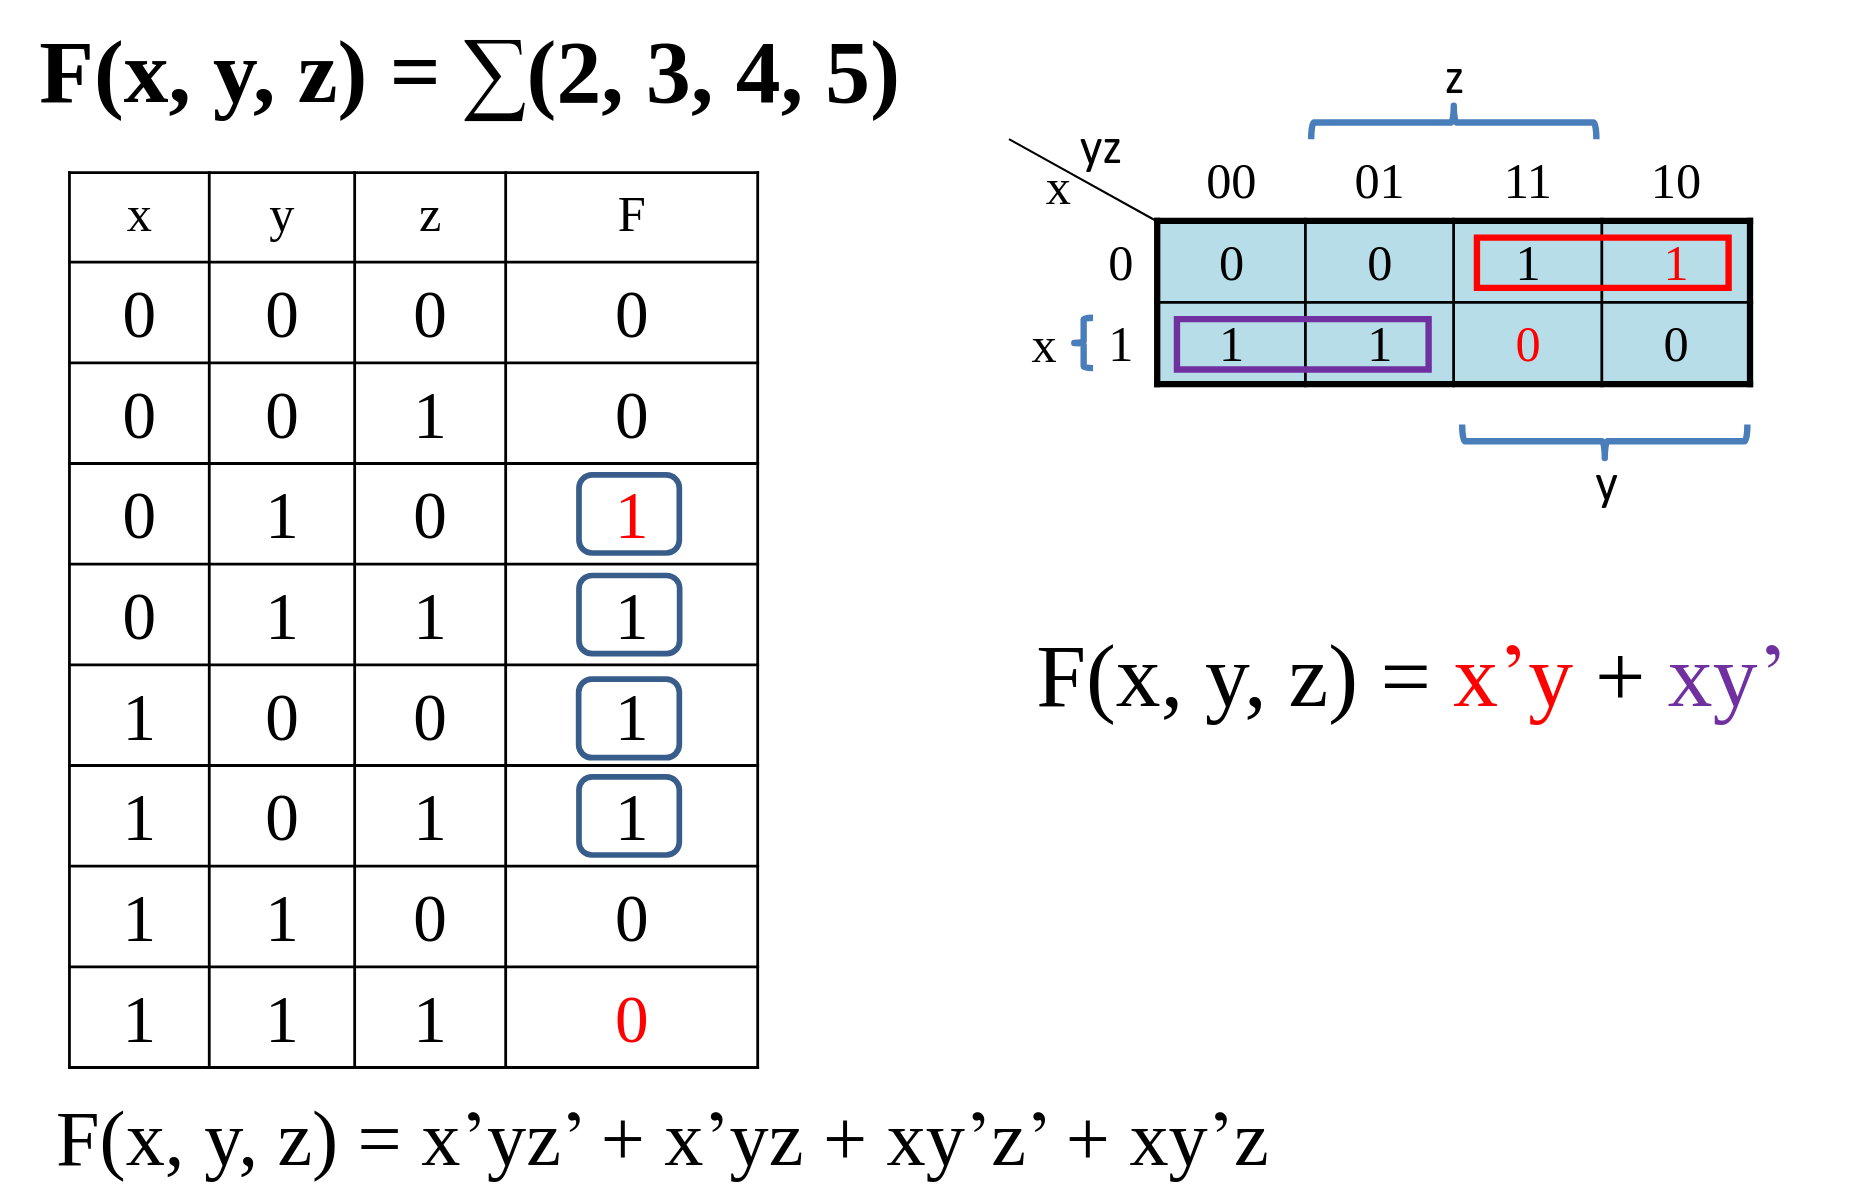 F(x, y, z) = ∑(2, 3, 4, 5)
x y z F
0 0 0 0
0 0 1 0
0 1 0 1
0 1 1 1
1 0 0 1
1 0 1 1
1 1 0 0
1 1 1 0
F(x, y, z) = x’yz’ + x’yz + xy’z’ + xy’z
z
yz
x
00 01 11 10
0 0 0 1 1
x 1 1 1 0 0
y
F(x, y, z) = x’y + xy’